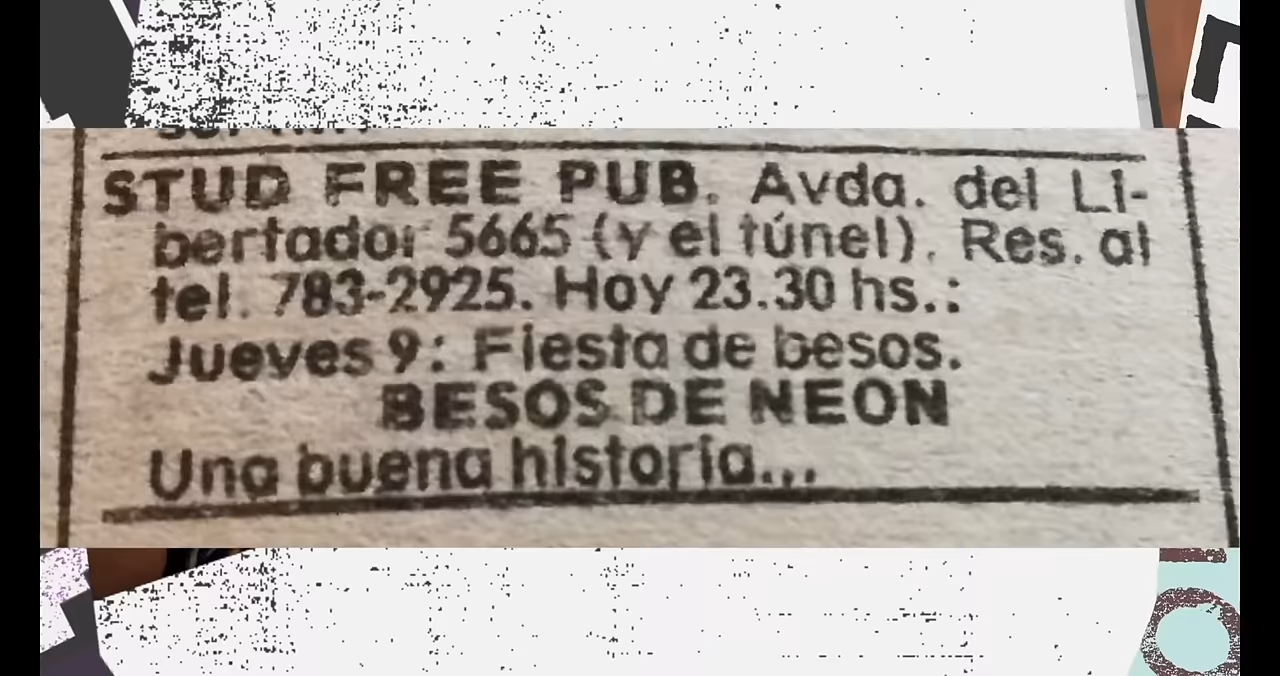 STUD FREE PUB. Avda. del Li-
bertador 5665 (y el túnel). Res. al
tel. 783-2925. Hoy 23.30 hs.:
Jueves 9: Fiesta de besos.
BESOS DE NEON
Una buena historia...